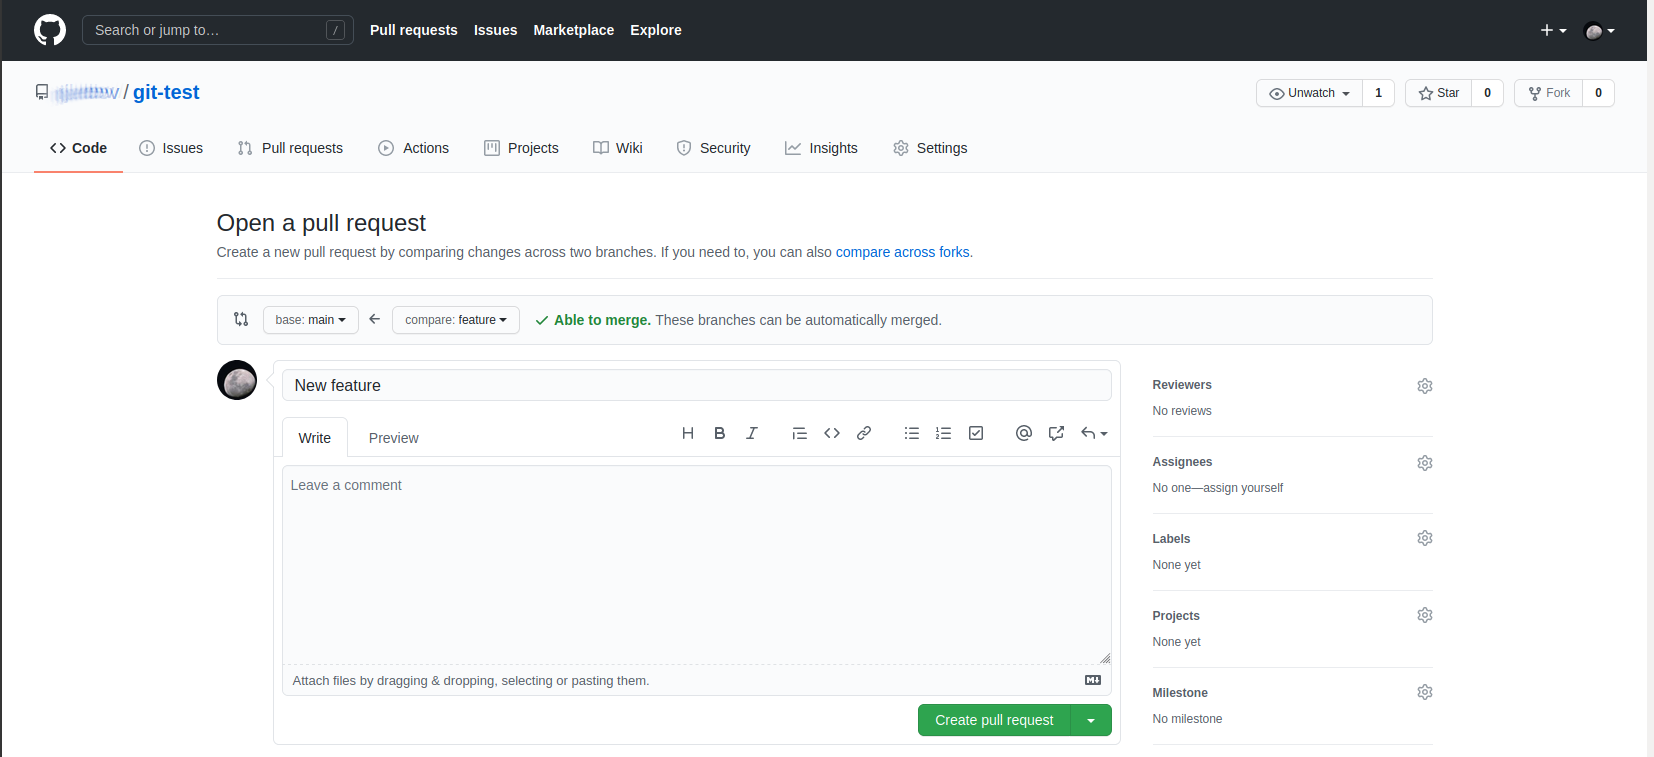 Search or jump to… /
Pull requests Issues Marketplace Explore
/ git-test
Unwatch 1 Star 0 Fork 0
Code Issues Pull requests Actions Projects Wiki Security Insights Settings
Open a pull request
Create a new pull request by comparing changes across two branches. If you need to, you can also compare across forks.
base: main compare: feature Able to merge. These branches can be automatically merged.
New feature
Write Preview
H B I
Leave a comment
Attach files by dragging & dropping, selecting or pasting them.
Create pull request
Reviewers
No reviews
Assignees
No one—assign yourself
Labels
None yet
Projects
None yet
Milestone
No milestone